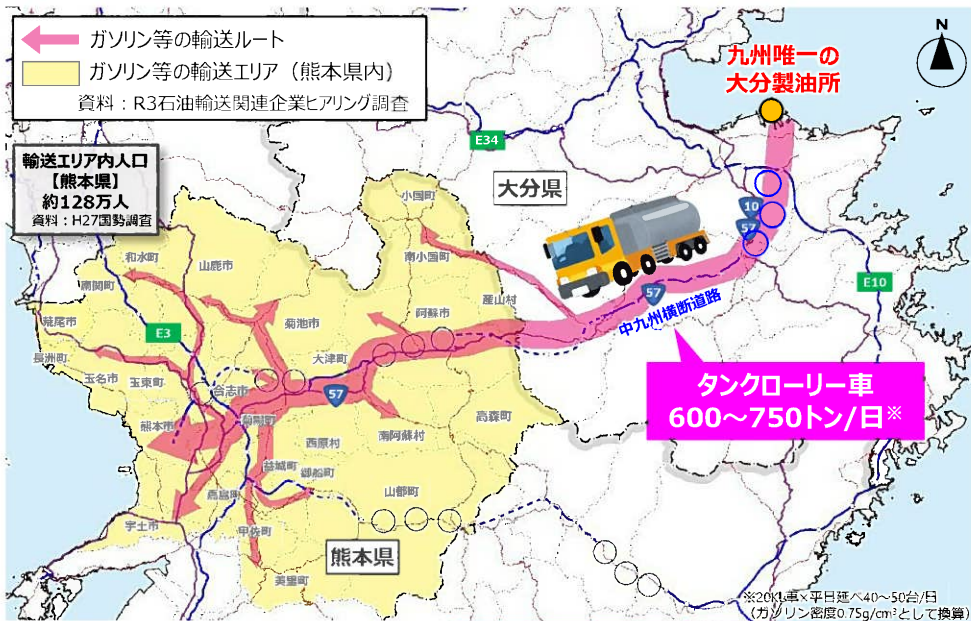 ガソリン等の輸送ルート
ガソリン等の輸送エリア（熊本県内）
資料：R3石油輸送関連企業ヒアリング調査
九州唯一の
大分製油所
N
E34
輸送エリア内人口
【熊本県】
約128万人
資料：H27国勢調査
大分県
小国町
10
57
和水町
山鹿市
南小国町
南関町
産山村
57
E10
荒尾市
菊池市
阿蘇市
中九州横断道路
E3
長洲町
大津町
玉名市
玉東町
合志市
57
タンクローリー車
600～750トン/日※
熊本市
菊陽町
高森町
西原村
南阿蘇村
益城町
御船町
嘉島町
山都町
宇土市
甲佐町
熊本県
美里町
※20KL車×平日延べ40～50台/日
（ガソリン密度0.75g/cm³として換算）